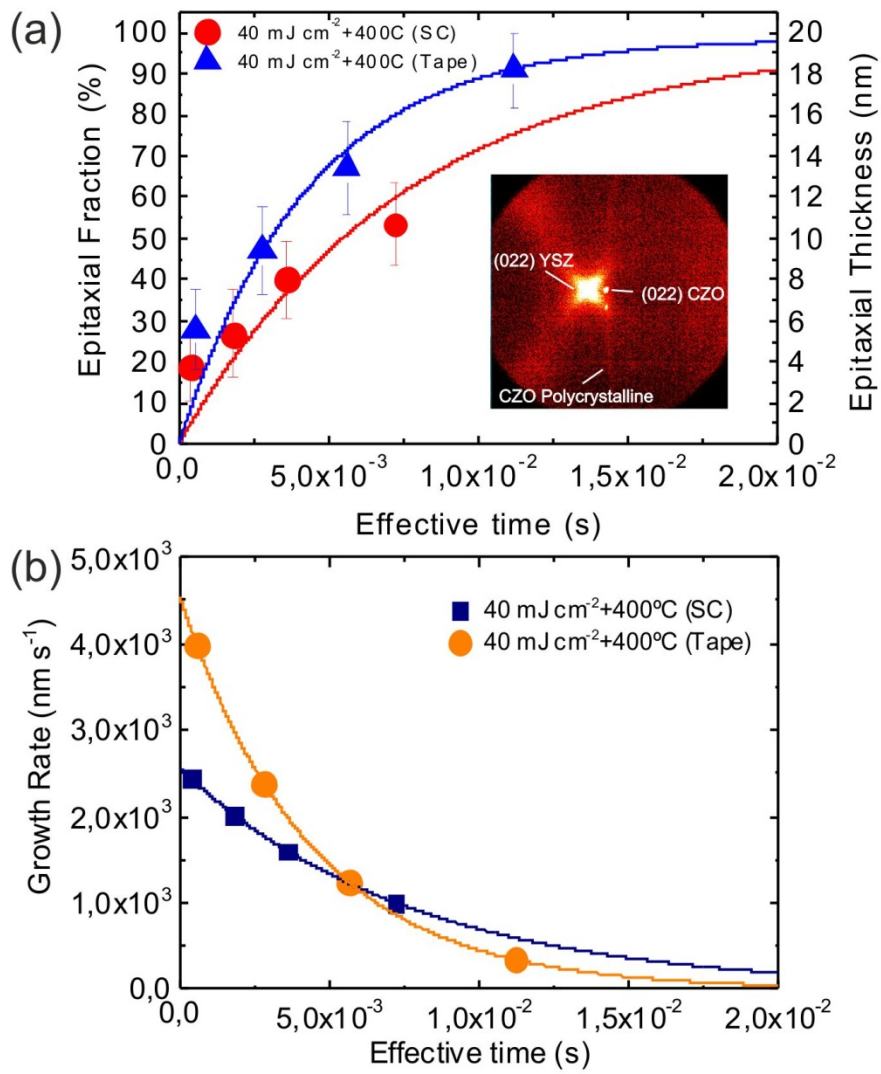 (a)
40 mJ cm⁻²+400C (SC)
40 mJ cm⁻²+400C (Tape)
Epitaxial Fraction (%)
100
90
80
70
60
50
40
30
20
10
0
Epitaxial Thickness (nm)
20
18
16
14
12
10
8
6
4
2
0
(022) YSZ
(022) CZO
CZO Polycrystalline
0,0 5,0x10⁻³ 1,0x10⁻² 1,5x10⁻² 2,0x10⁻²
Effective time (s)
(b)
40 mJ cm⁻²+400ºC (SC)
40 mJ cm⁻²+400ºC (Tape)
Growth Rate (nm s⁻¹)
5,0x10³
4,0x10³
3,0x10³
2,0x10³
1,0x10³
0,0
0,0 5,0x10⁻³ 1,0x10⁻² 1,5x10⁻² 2,0x10⁻²
Effective time (s)